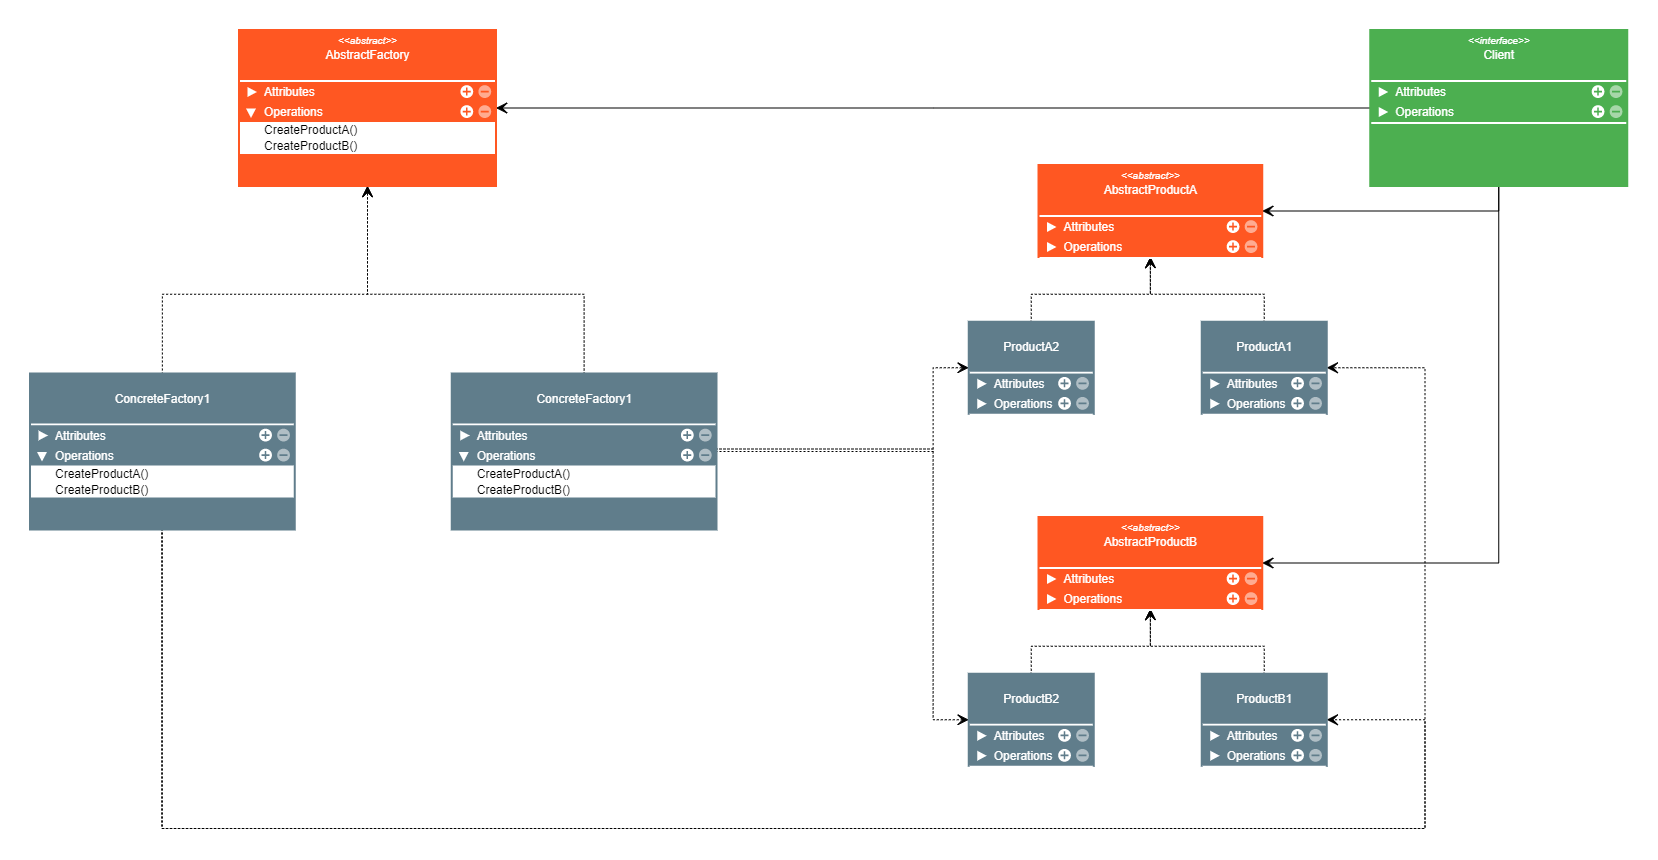 <<abstract>>
AbstractFactory
Attributes
Operations
CreateProductA()
CreateProductB()
<<interface>>
Client
Attributes
Operations
<<abstract>>
AbstractProductA
Attributes
Operations
ProductA2
Attributes
Operations
ProductA1
Attributes
Operations
ConcreteFactory1
Attributes
Operations
CreateProductA()
CreateProductB()
ConcreteFactory1
Attributes
Operations
CreateProductA()
CreateProductB()
<<abstract>>
AbstractProductB
Attributes
Operations
ProductB2
Attributes
Operations
ProductB1
Attributes
Operations